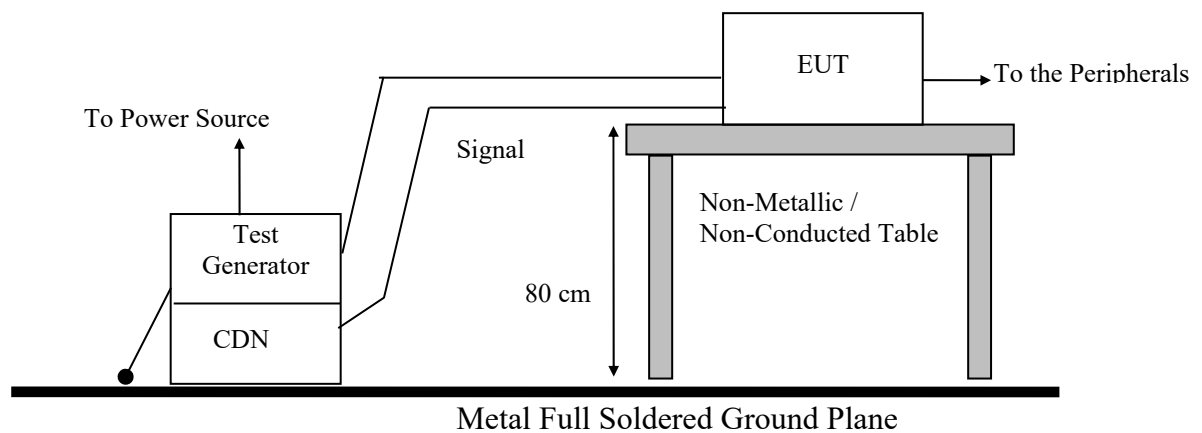 EUT
To the Peripherals
To Power Source
Signal
Test
Generator
CDN
Non-Metallic /
Non-Conducted Table
80 cm
Metal Full Soldered Ground Plane